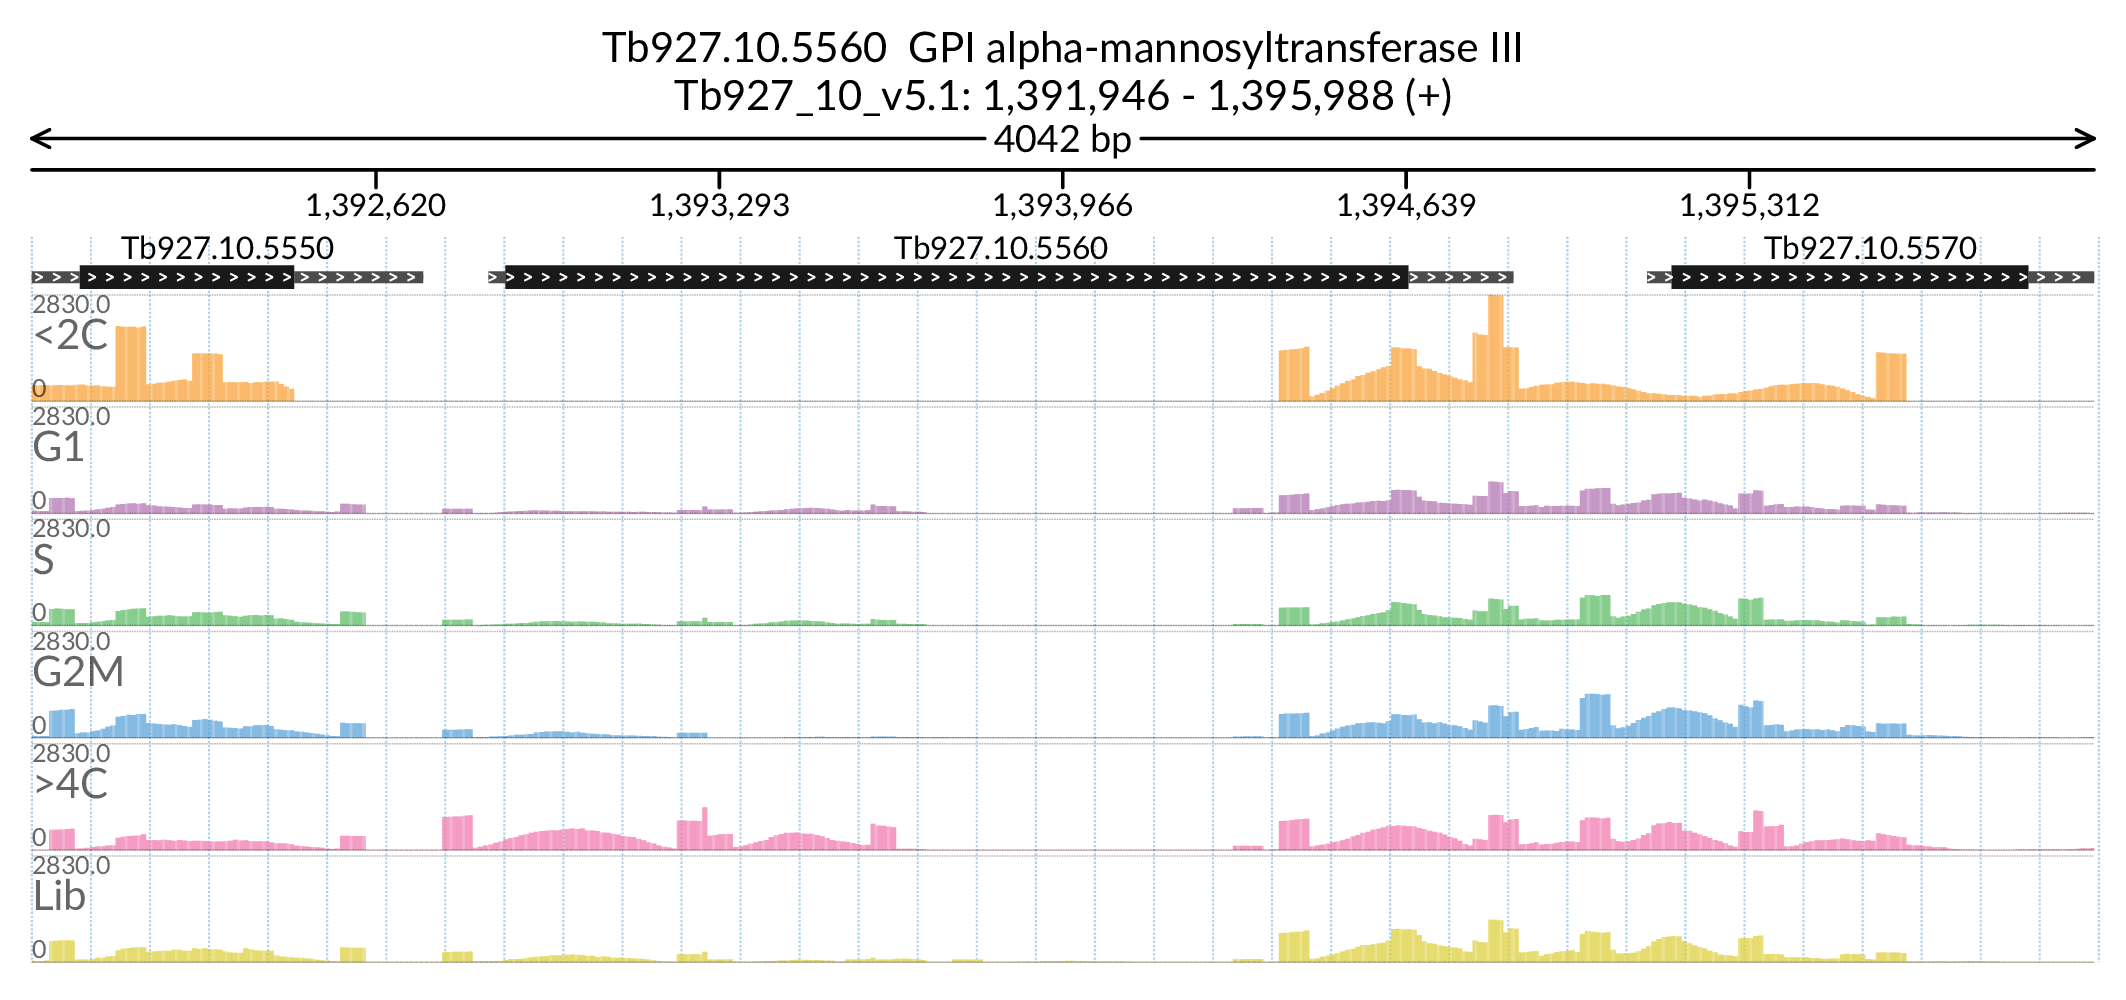 Tb927.10.5560  GPI alpha-mannosyltransferase III
Tb927_10_v5.1: 1,391,946 - 1,395,988 (+)
4042 bp
1,392,620 1,393,293 1,393,966 1,394,639 1,395,312
Tb927.10.5550 Tb927.10.5560 Tb927.10.5570
2830.0
<2C
0
2830.0
G1
0
2830.0
S
0
2830.0
G2M
0
2830.0
>4C
0
2830.0
Lib
0